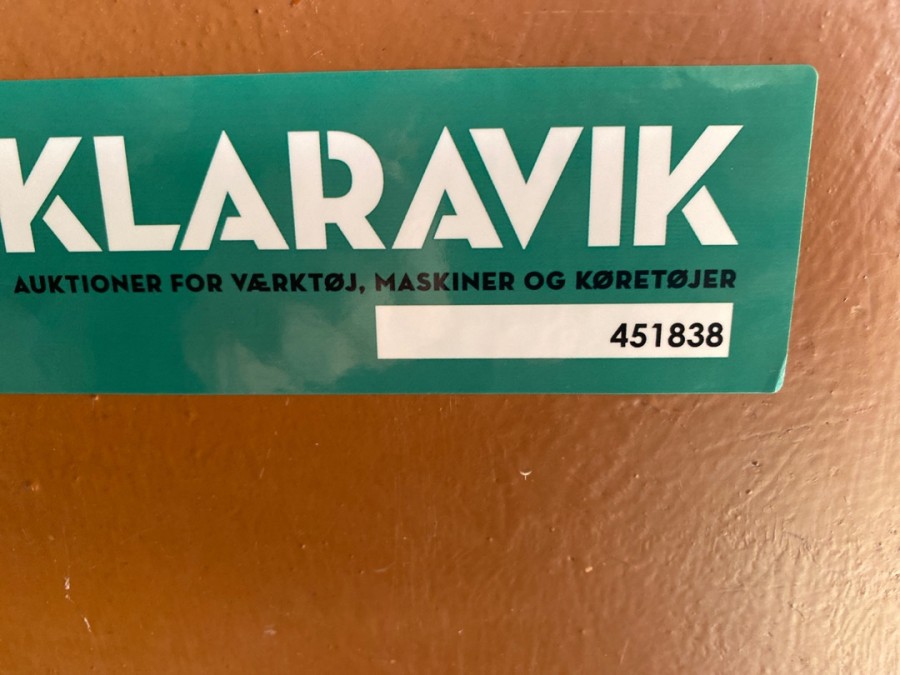 KLARAVIK
AUKTIONER FOR VÆRKTØJ, MASKINER OG KØRETØJER
451838